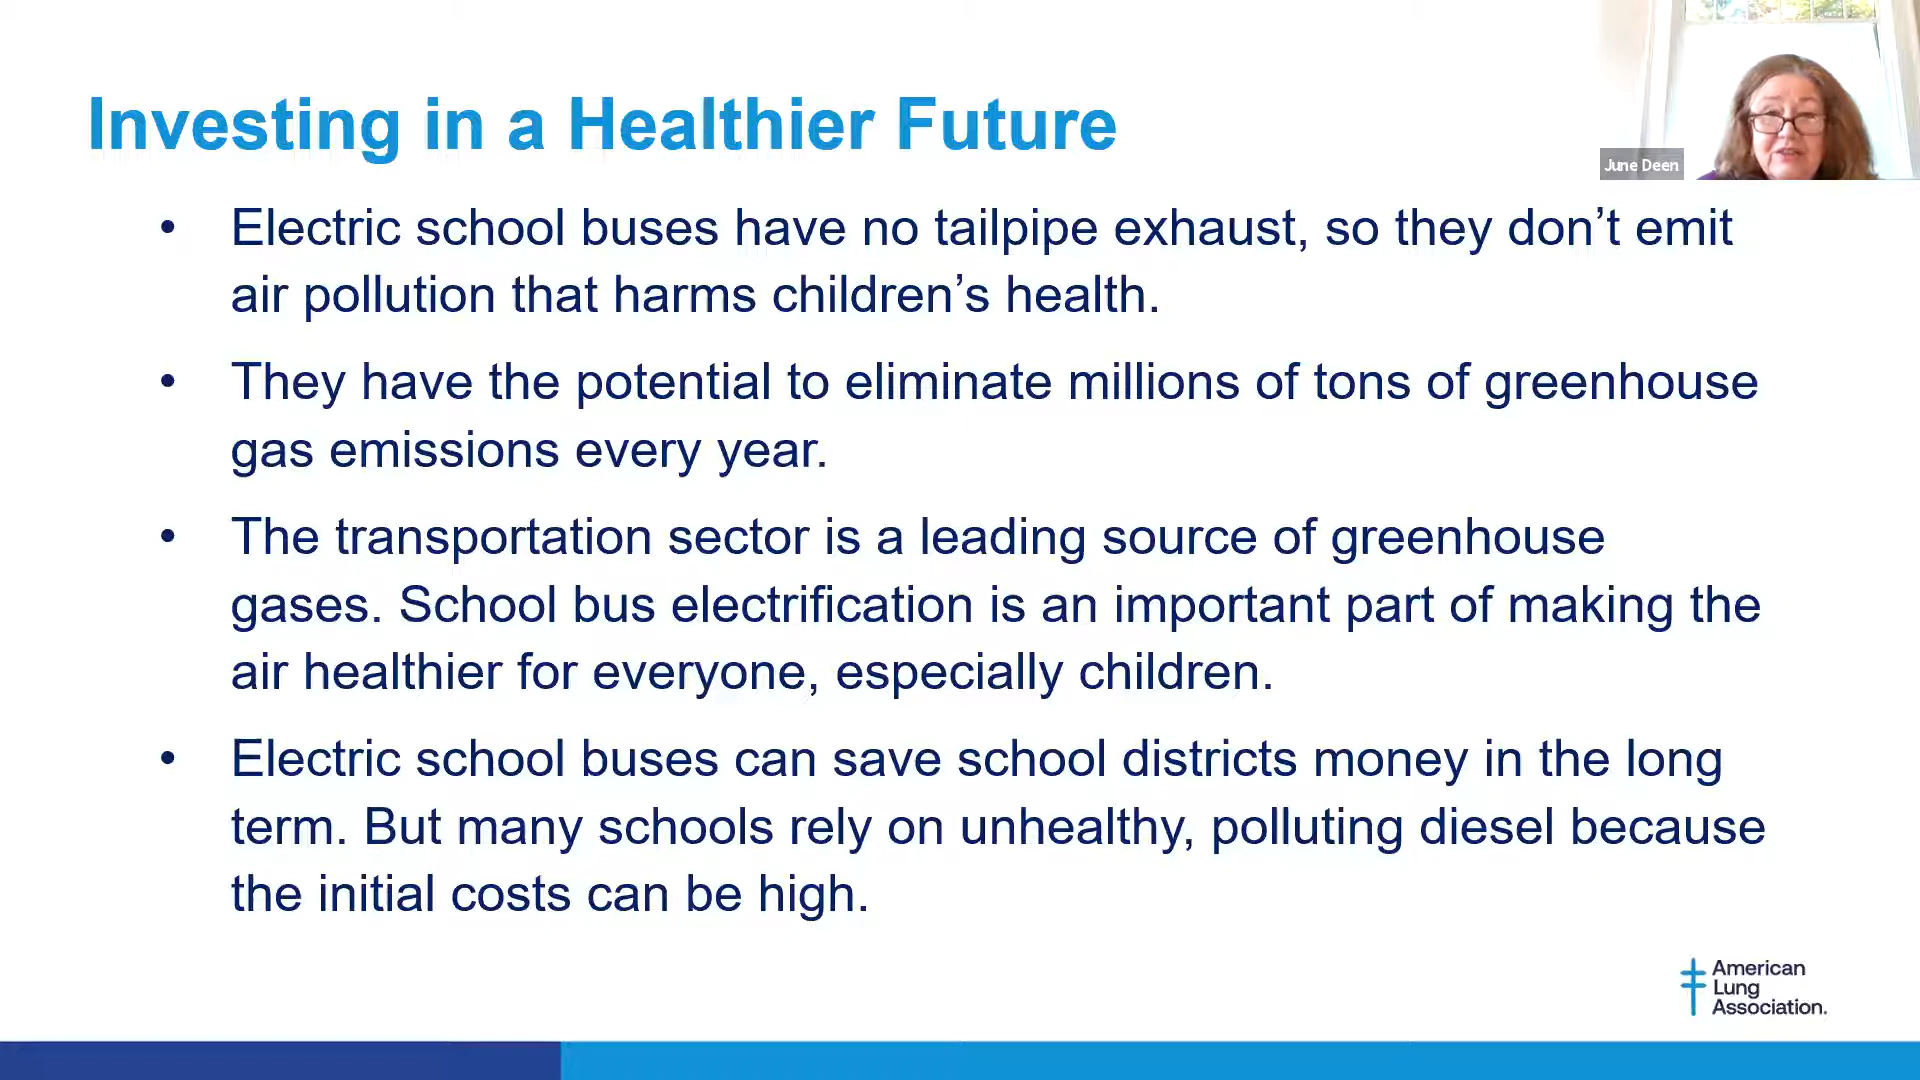 Investing in a Healthier Future
June Deen
• Electric school buses have no tailpipe exhaust, so they don’t emit
air pollution that harms children’s health.
• They have the potential to eliminate millions of tons of greenhouse
gas emissions every year.
• The transportation sector is a leading source of greenhouse
gases. School bus electrification is an important part of making the
air healthier for everyone, especially children.
• Electric school buses can save school districts money in the long
term. But many schools rely on unhealthy, polluting diesel because
the initial costs can be high.
American
Lung
Association.